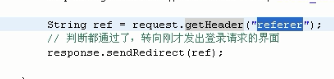 String ref = request.getHeader("referer");
// 判断都通过了，转向刚才发出登录请求的界面
response.sendRedirect(ref);